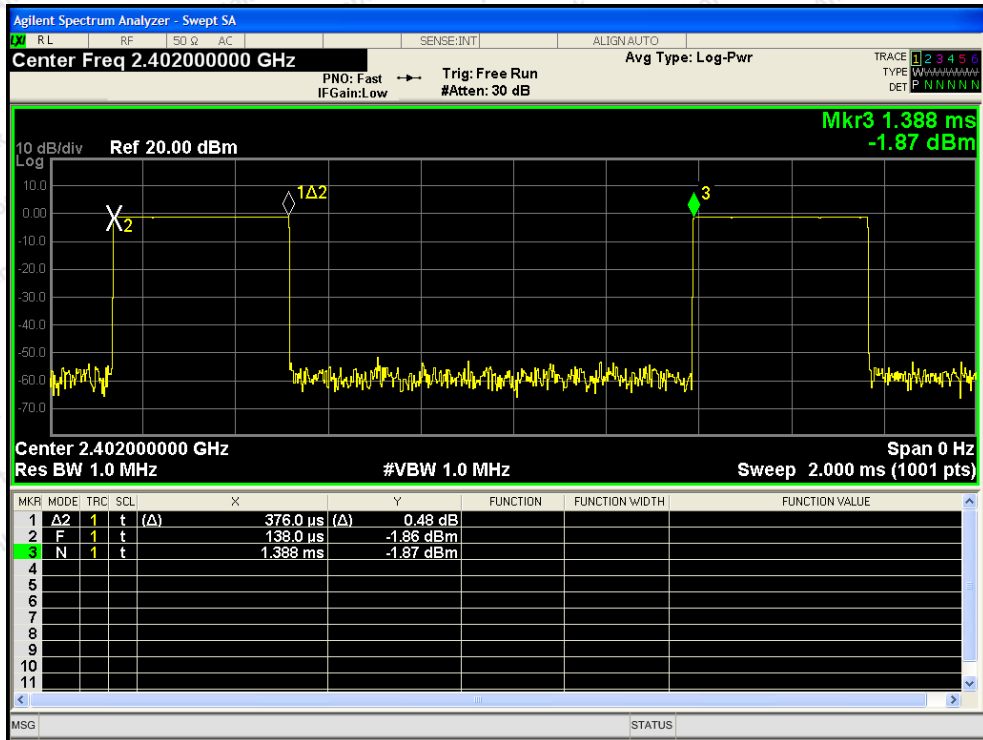 Agilent Spectrum Analyzer - Swept SA
LXI RL RF 50 Ω AC SENSE:INT ALIGN AUTO
Center Freq 2.402000000 GHz
PNO: Fast
IFGain:Low
Trig: Free Run
#Atten: 30 dB
Avg Type: Log-Pwr
TRACE 1 2 3 4 5 6
TYPE WWWWWW
DET P N N N N N
Mkr3 1.388 ms
-1.87 dBm
10 dB/div Ref 20.00 dBm
Log
10.0
0.00
-10.0
-20.0
-30.0
-40.0
-50.0
-60.0
-70.0
X2
1Δ2
3
Center 2.402000000 GHz Span 0 Hz
Res BW 1.0 MHz #VBW 1.0 MHz Sweep 2.000 ms (1001 pts)
MKR MODE TRC SCL X Y FUNCTION FUNCTION WIDTH FUNCTION VALUE
1 Δ2 1 t (Δ) 376.0 µs (Δ) 0.48 dB
2 F 1 t 138.0 µs -1.86 dBm
3 N 1 t 1.388 ms -1.87 dBm
4
5
6
7
8
9
10
11
MSG STATUS